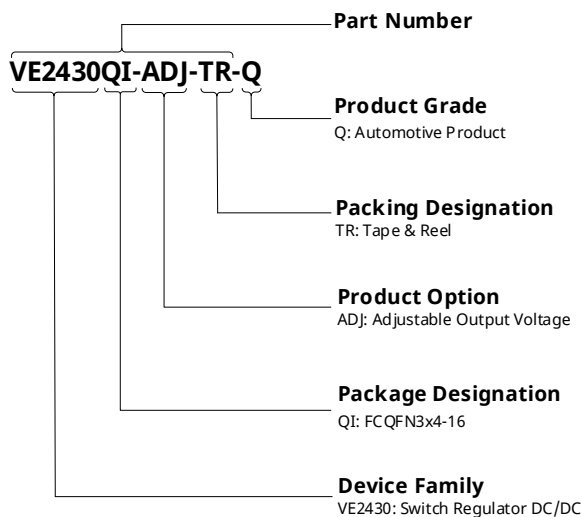 Part Number
VE2430QI-ADJ-TR-Q
Product Grade
Q: Automotive Product
Packing Designation
TR: Tape & Reel
Product Option
ADJ: Adjustable Output Voltage
Package Designation
QI: FCQFN3x4-16
Device Family
VE2430: Switch Regulator DC/DC